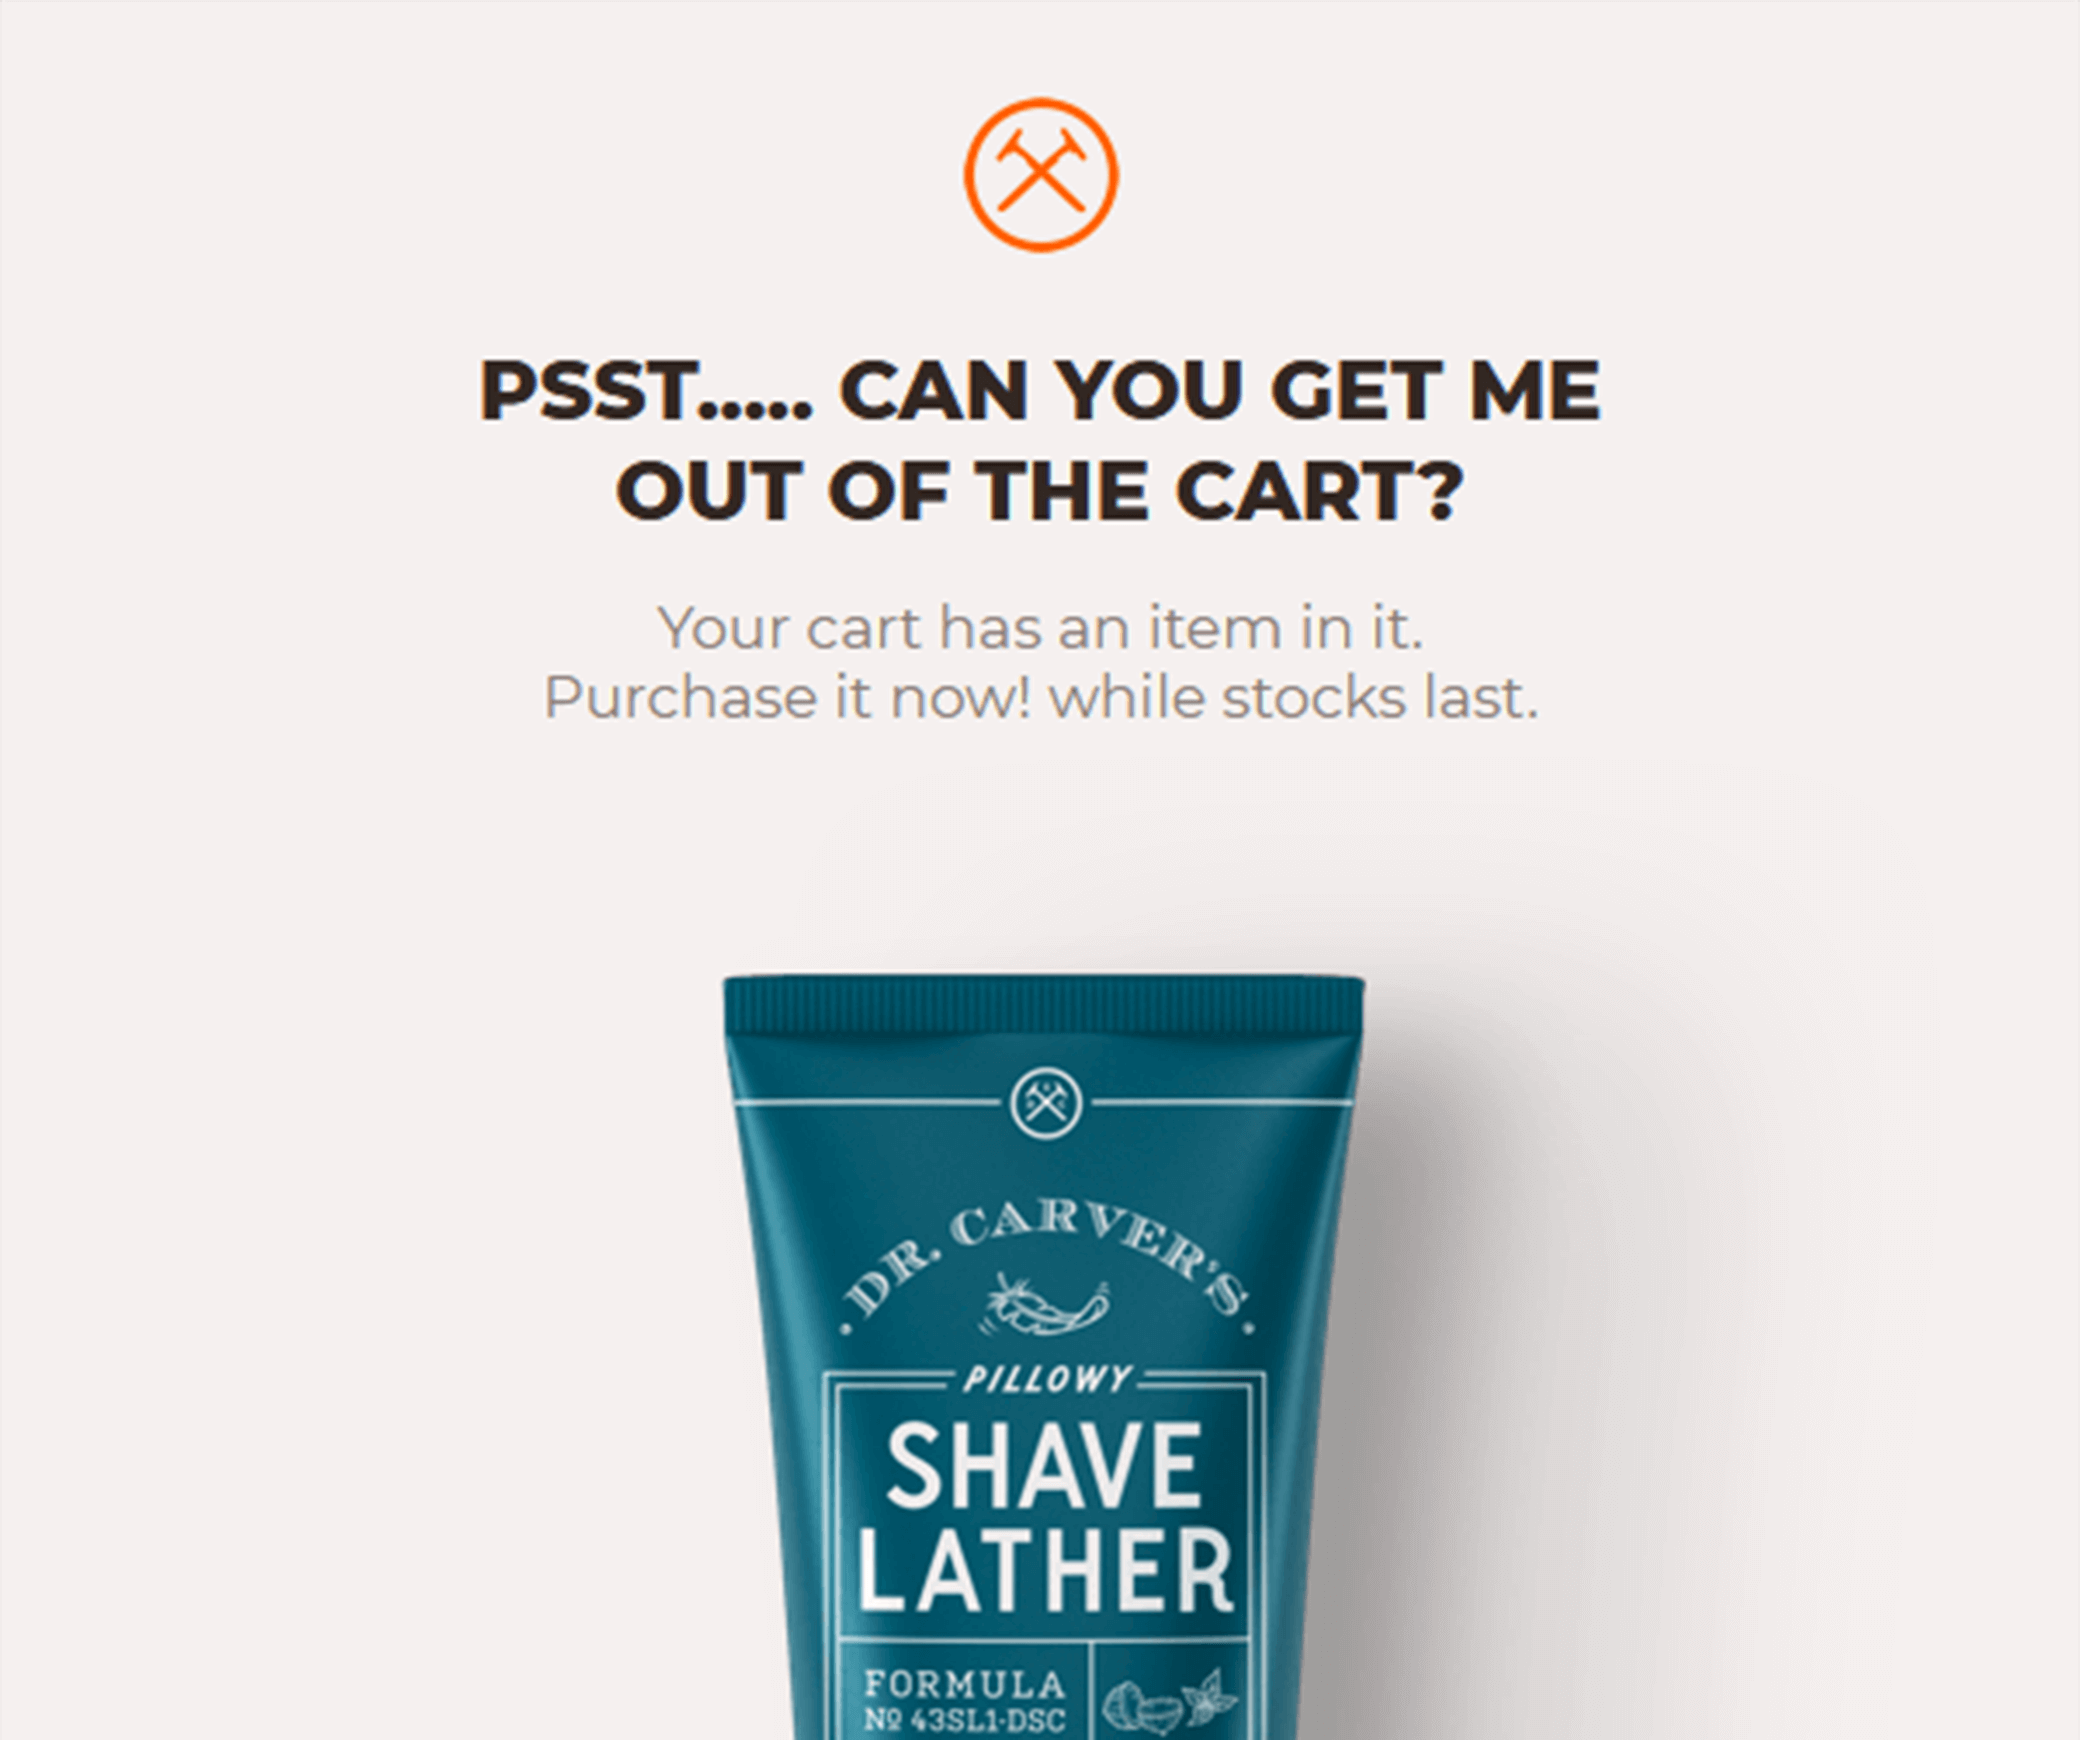 PSST..... CAN YOU GET ME
OUT OF THE CART?
Your cart has an item in it.
Purchase it now! while stocks last.
DR. CARVER'S
PILLOWY
SHAVE
LATHER
FORMULA
Nº 43SL1·DSC